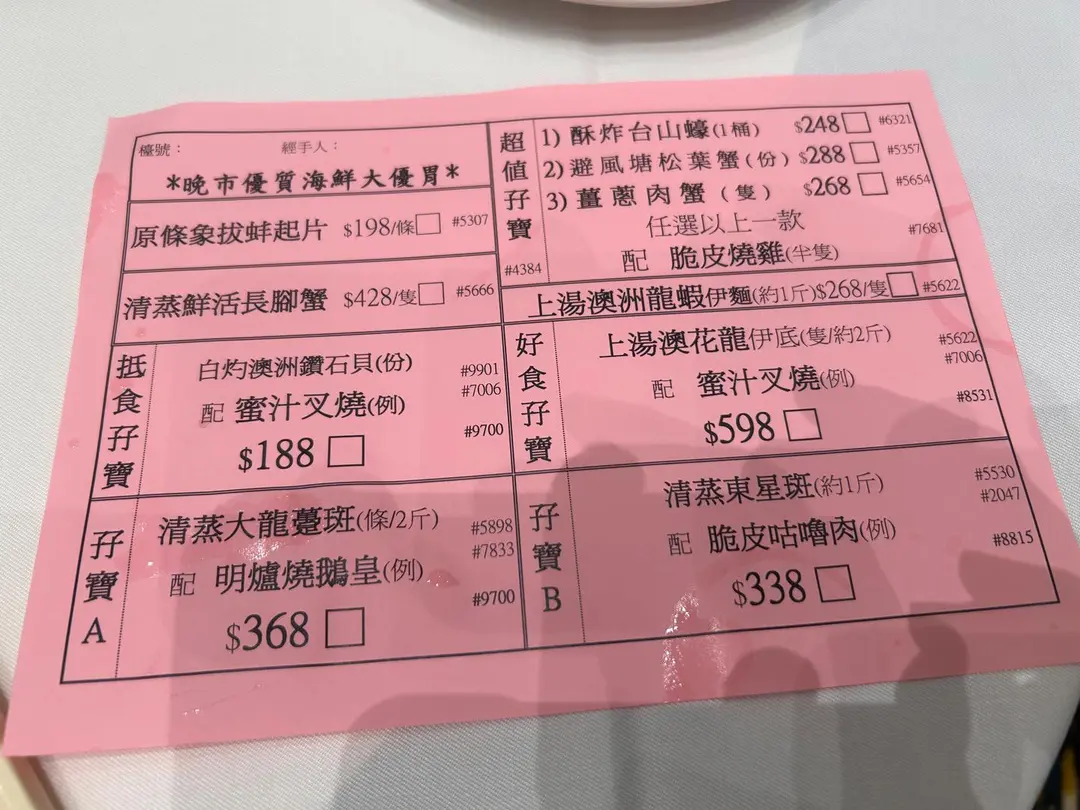 檯號： 經手人：
*晚市優質海鮮大優胃*
原條象拔蚌起片 $198/條 #5307
清蒸鮮活長腳蟹 $428/隻 #5666
超值孖寶
#4384
1) 酥炸台山蠔(1桶) $248 #6321
2) 避風塘松葉蟹(份) $288 #5357
3) 薑蔥肉蟹(隻) $268 #5654
任選以上一款
配 脆皮燒雞(半隻) #7681
上湯澳洲龍蝦伊麵(約1斤)$268/隻 #5622
抵食孖寶
白灼澳洲鑽石貝(份) #9901
配 蜜汁叉燒(例) #7006
$188 #9700
好食孖寶
上湯澳花龍伊底(隻/約2斤) #5622
#7006
配 蜜汁叉燒(例) #8531
$598
孖寶A
清蒸大龍躉斑(條/2斤) #5898
#7833
配 明爐燒鵝皇(例) #9700
$368
孖寶B
清蒸東星斑(約1斤) #5530
#2047
配 脆皮咕嚕肉(例) #8815
$338